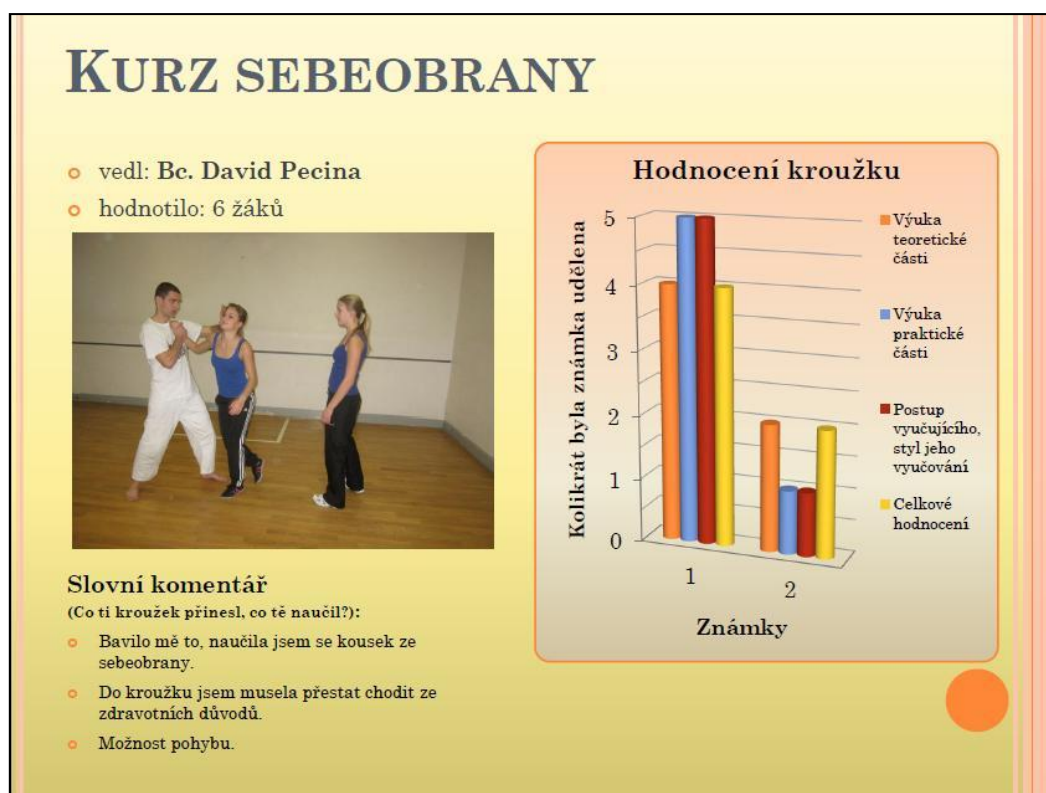 KURZ SEBEOBRANY
vedl: Bc. David Pecina
hodnotilo: 6 žáků
Slovní komentář
(Co ti kroužek přinesl, co tě naučil?):
Bavilo mě to, naučila jsem se kousek ze
sebeobrany.
Do kroužku jsem musela přestat chodit ze
zdravotních důvodů.
Možnost pohybu.
Hodnocení kroužku
Kolikrát byla známka udělena
5
4
3
2
1
0
1
2
Známky
Výuka
teoretické
části
Výuka
praktické
části
Postup
vyučujícího,
styl jeho
vyučování
Celkové
hodnocení